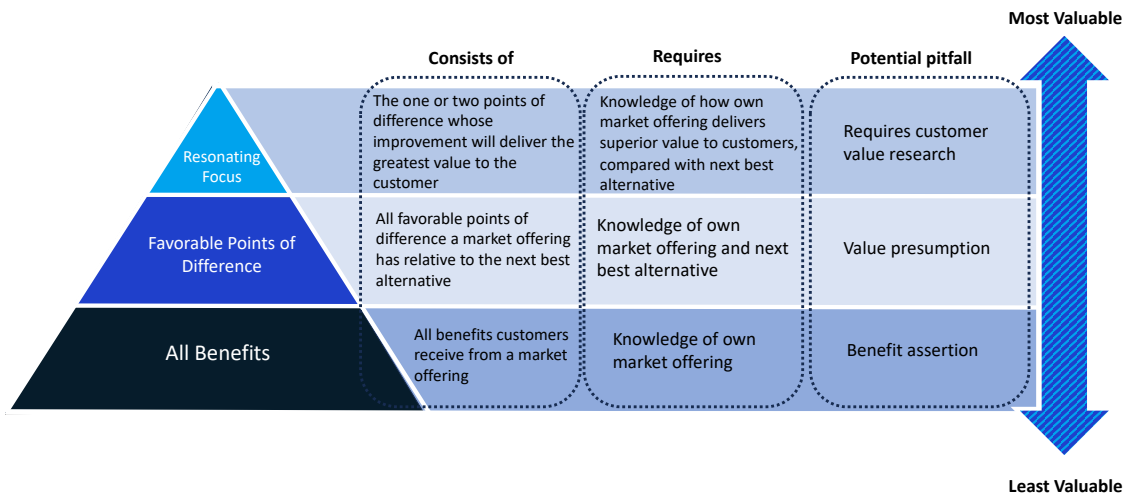 Most Valuable
Consists of
Requires
Potential pitfall
Resonating
Focus
The one or two points of
difference whose
improvement will deliver the
greatest value to the
customer
Knowledge of how own
market offering delivers
superior value to customers,
compared with next best
alternative
Requires customer
value research
Favorable Points of
Difference
All favorable points of
difference a market offering
has relative to the next best
alternative
Knowledge of own
market offering and next
best alternative
Value presumption
All Benefits
All benefits customers
receive from a market
offering
Knowledge of own
market offering
Benefit assertion
Least Valuable